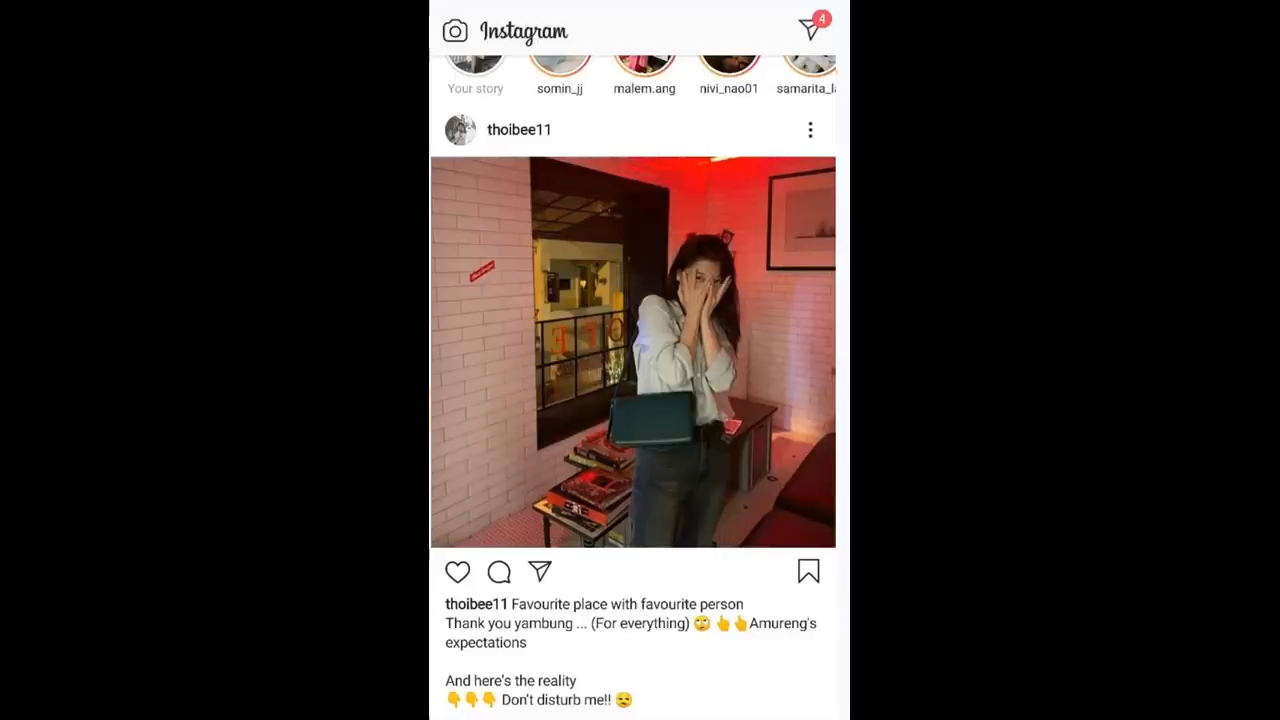 Instagram
4
Your story
somin_jj
malem.ang
nivi_nao01
thoibee11
thoibee11 Favourite place with favourite person
Thank you yambung ... (For everything) 🙄 👆👆Amureng's
expectations
And here's the reality
👇👇👇 Don't disturb me!! 😪